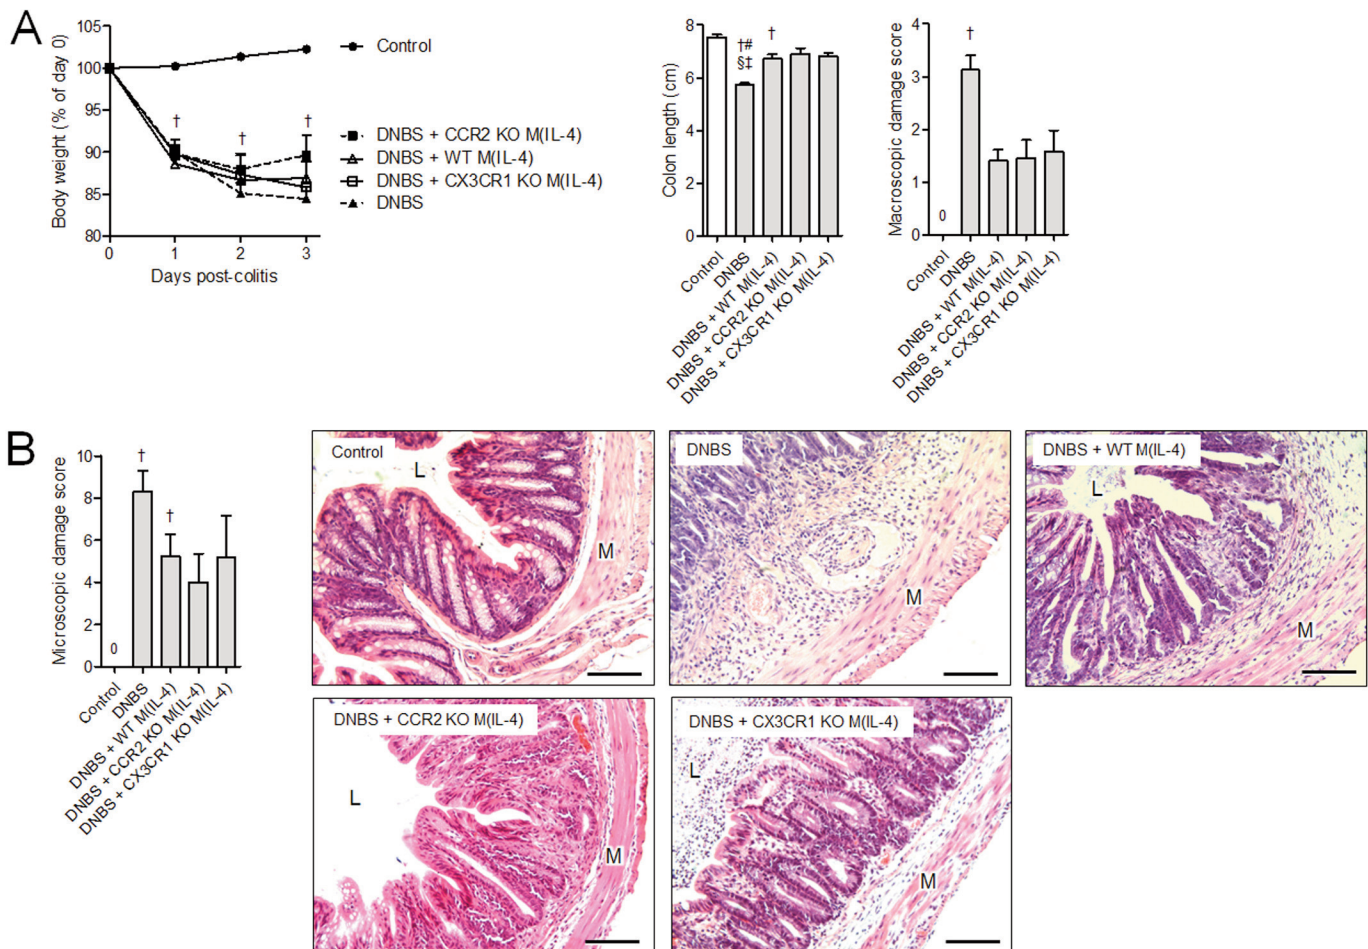 A
105
100
95
90
85
80
Body weight (% of day 0)
† † †
0 1 2 3
Days post-colitis
Control
DNBS + CCR2 KO M(IL-4)
DNBS + WT M(IL-4)
DNBS + CX3CR1 KO M(IL-4)
DNBS
8
6
4
2
0
Colon length (cm)
†#
§‡
†
Control
DNBS
DNBS + WT M(IL-4)
DNBS + CCR2 KO M(IL-4)
DNBS + CX3CR1 KO M(IL-4)
4
3
2
1
0
Macroscopic damage score
0
†
Control
DNBS
DNBS + WT M(IL-4)
DNBS + CCR2 KO M(IL-4)
DNBS + CX3CR1 KO M(IL-4)
B
10
8
6
4
2
0
Microscopic damage score
0
†
†
Control
DNBS
DNBS + WT M(IL-4)
DNBS + CCR2 KO M(IL-4)
DNBS + CX3CR1 KO M(IL-4)
Control
L
M
DNBS
M
DNBS + WT M(IL-4)
L
M
DNBS + CCR2 KO M(IL-4)
L
M
DNBS + CX3CR1 KO M(IL-4)
L
M